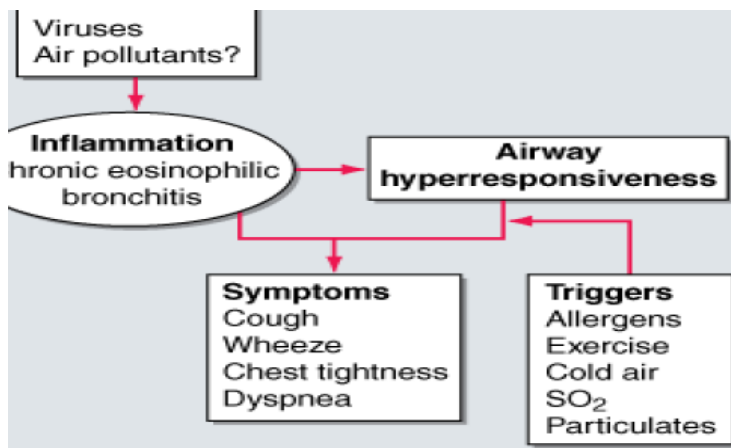 Viruses
Air pollutants?
Inflammation
hronic eosinophilic
bronchitis
Airway
hyperresponsiveness
Symptoms
Cough
Wheeze
Chest tightness
Dyspnea
Triggers
Allergens
Exercise
Cold air
SO₂
Particulates